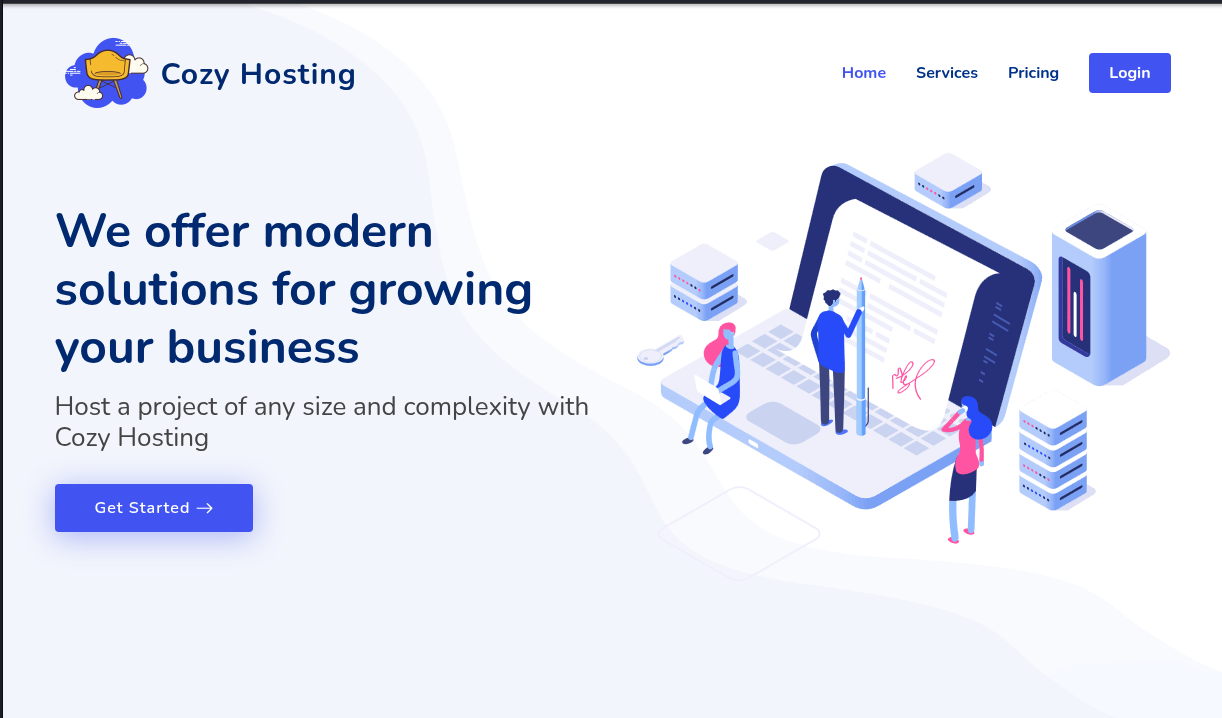 Cozy Hosting
Home Services Pricing Login
We offer modern
solutions for growing
your business
Host a project of any size and complexity with
Cozy Hosting
Get Started →